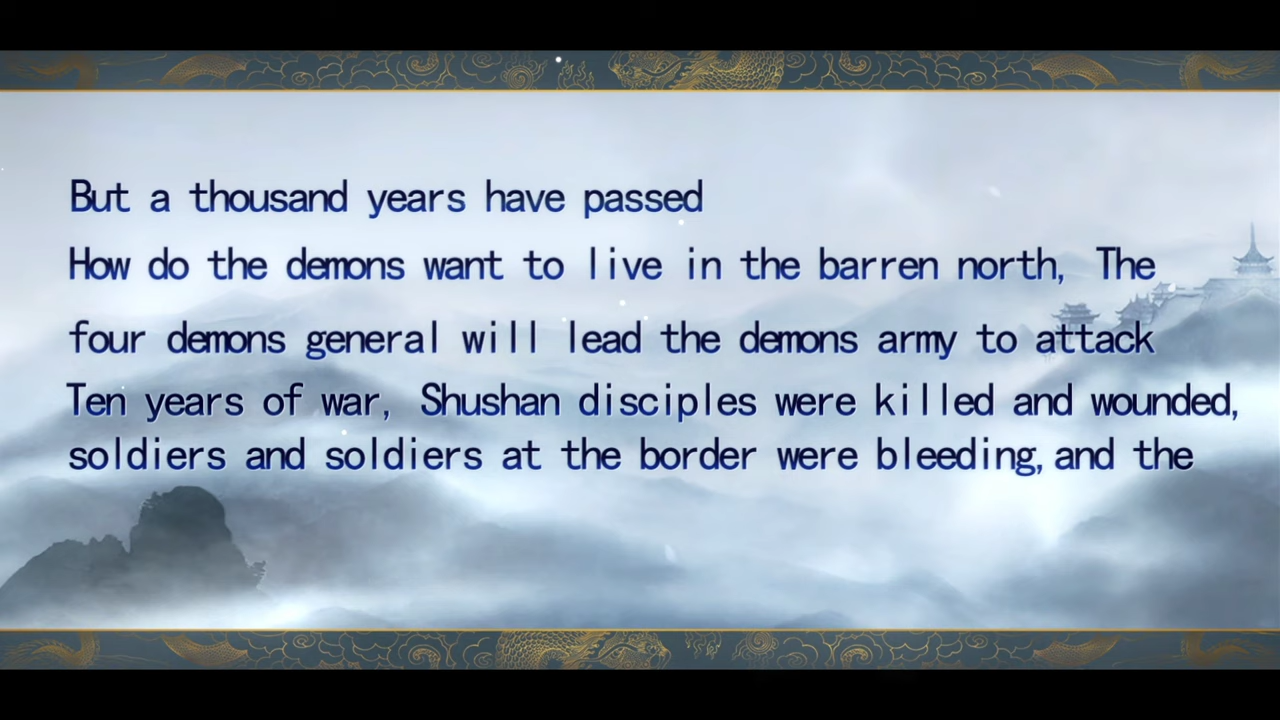 But a thousand years have passed
How do the demons want to live in the barren north, The
four demons general will lead the demons army to attack
Ten years of war, Shushan disciples were killed and wounded,
soldiers and soldiers at the border were bleeding, and the